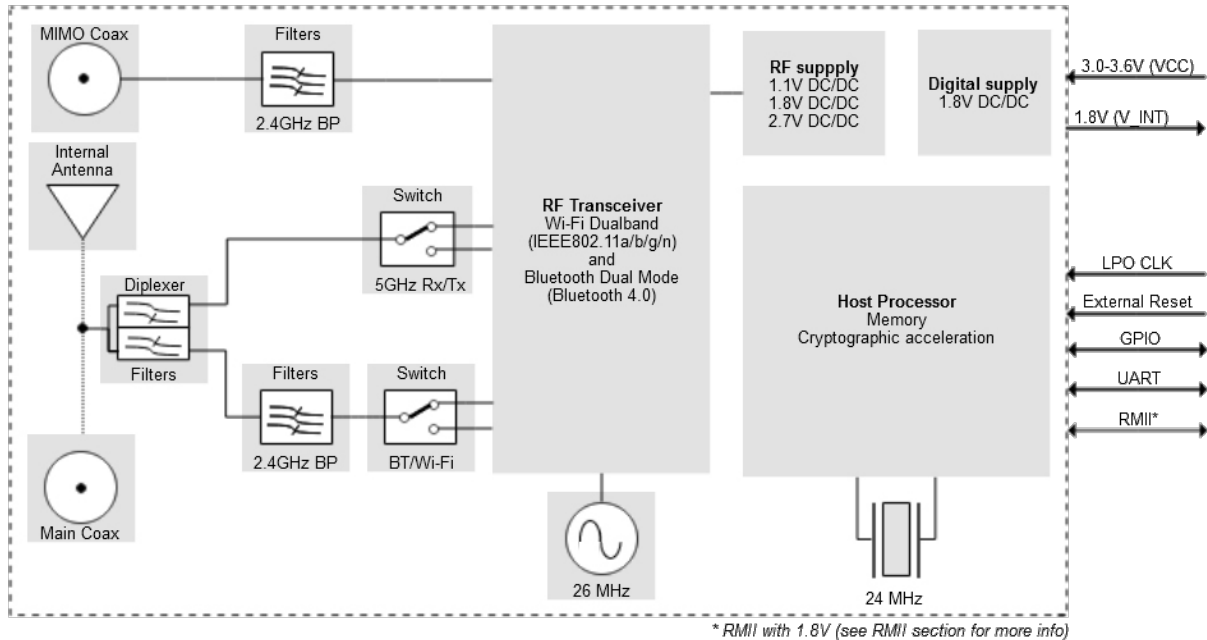 MIMO Coax
Filters
2.4GHz BP
RF suppply
1.1V DC/DC
1.8V DC/DC
2.7V DC/DC
Digital supply
1.8V DC/DC
3.0-3.6V (VCC)
1.8V (V_INT)
Internal
Antenna
Switch
5GHz Rx/Tx
RF Transceiver
Wi-Fi Dualband
(IEEE802.11a/b/g/n)
and
Bluetooth Dual Mode
(Bluetooth 4.0)
Diplexer
Filters
Host Processor
Memory
Cryptographic acceleration
LPO CLK
External Reset
GPIO
UART
RMII*
Filters
2.4GHz BP
Switch
BT/Wi-Fi
Main Coax
26 MHz
24 MHz
* RMII with 1.8V (see RMII section for more info)